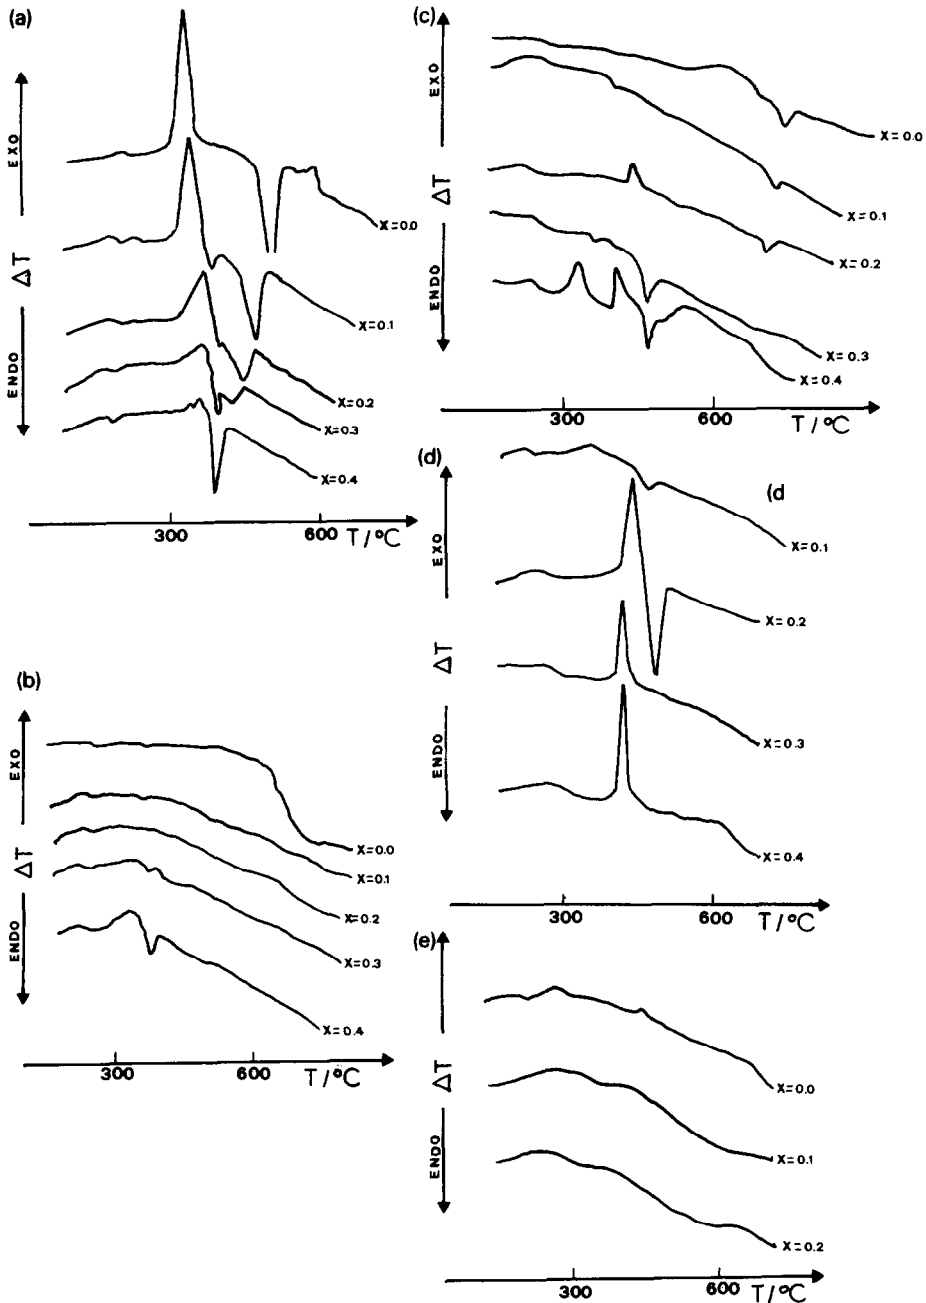 (a)
EXO
ΔT
ENDO
X=0.0
X=0.1
X=0.2
X=0.3
X=0.4
300
600
T/°C
(b)
EXO
ΔT
ENDO
X=0.0
X=0.1
X=0.2
X=0.3
X=0.4
300
600
T/°C
(c)
EXO
ΔT
ENDO
X=0.0
X=0.1
X=0.2
X=0.3
X=0.4
300
600
T/°C
(d)
(d
EXO
ΔT
ENDO
X=0.1
X=0.2
X=0.3
X=0.4
300
600
T/°C
(e)
ΔT
ENDO
X=0.0
X=0.1
X=0.2
300
600
T/°C